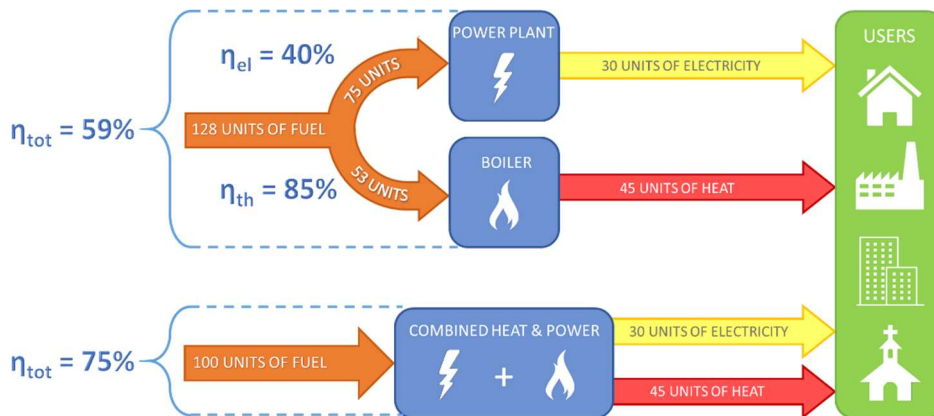 POWER PLANT
USERS
η_el = 40%
75 UNITS
30 UNITS OF ELECTRICITY
η_tot = 59%
128 UNITS OF FUEL
BOILER
η_th = 85%
53 UNITS
45 UNITS OF HEAT
COMBINED HEAT & POWER
30 UNITS OF ELECTRICITY
η_tot = 75%
100 UNITS OF FUEL
+
45 UNITS OF HEAT